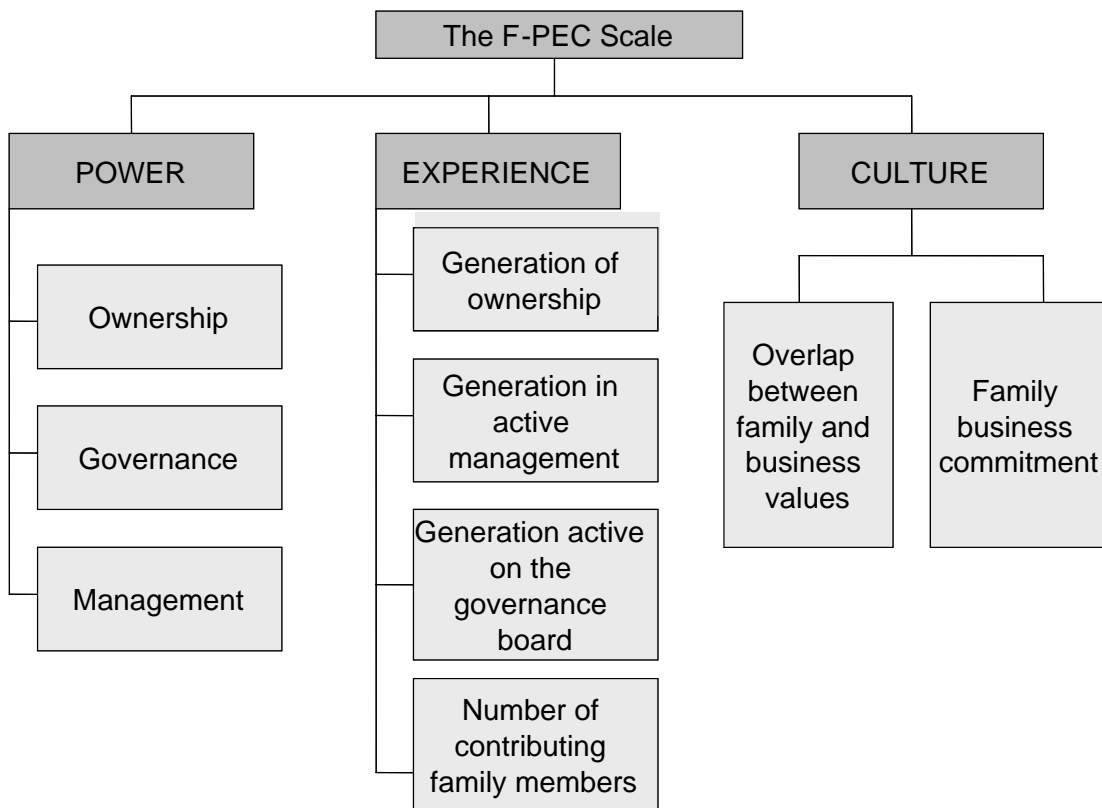 The F-PEC Scale
POWER
Ownership
Governance
Management
EXPERIENCE
Generation of
ownership
Generation in
active
management
Generation active
on the
governance
board
Number of
contributing
family members
CULTURE
Overlap
between
family and
business
values
Family
business
commitment